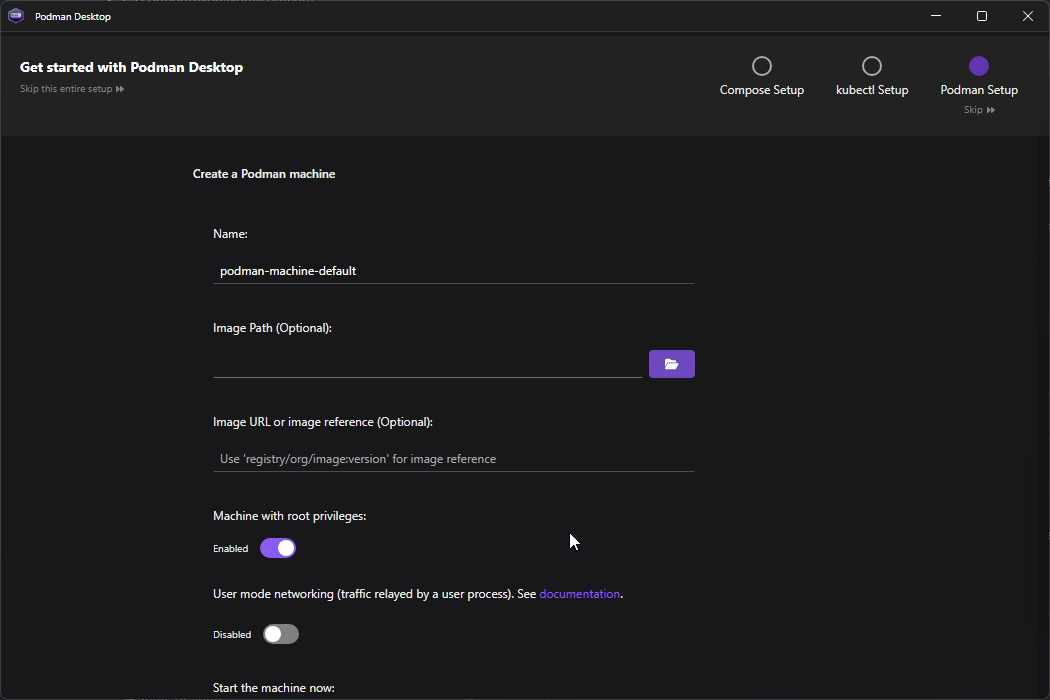 Podman Desktop
Get started with Podman Desktop
Skip this entire setup
Compose Setup
kubectl Setup
Podman Setup
Skip
Create a Podman machine
Name:
podman-machine-default
Image Path (Optional):
Image URL or image reference (Optional):
Use 'registry/org/image:version' for image reference
Machine with root privileges:
Enabled
User mode networking (traffic relayed by a user process). See documentation.
Disabled
Start the machine now: